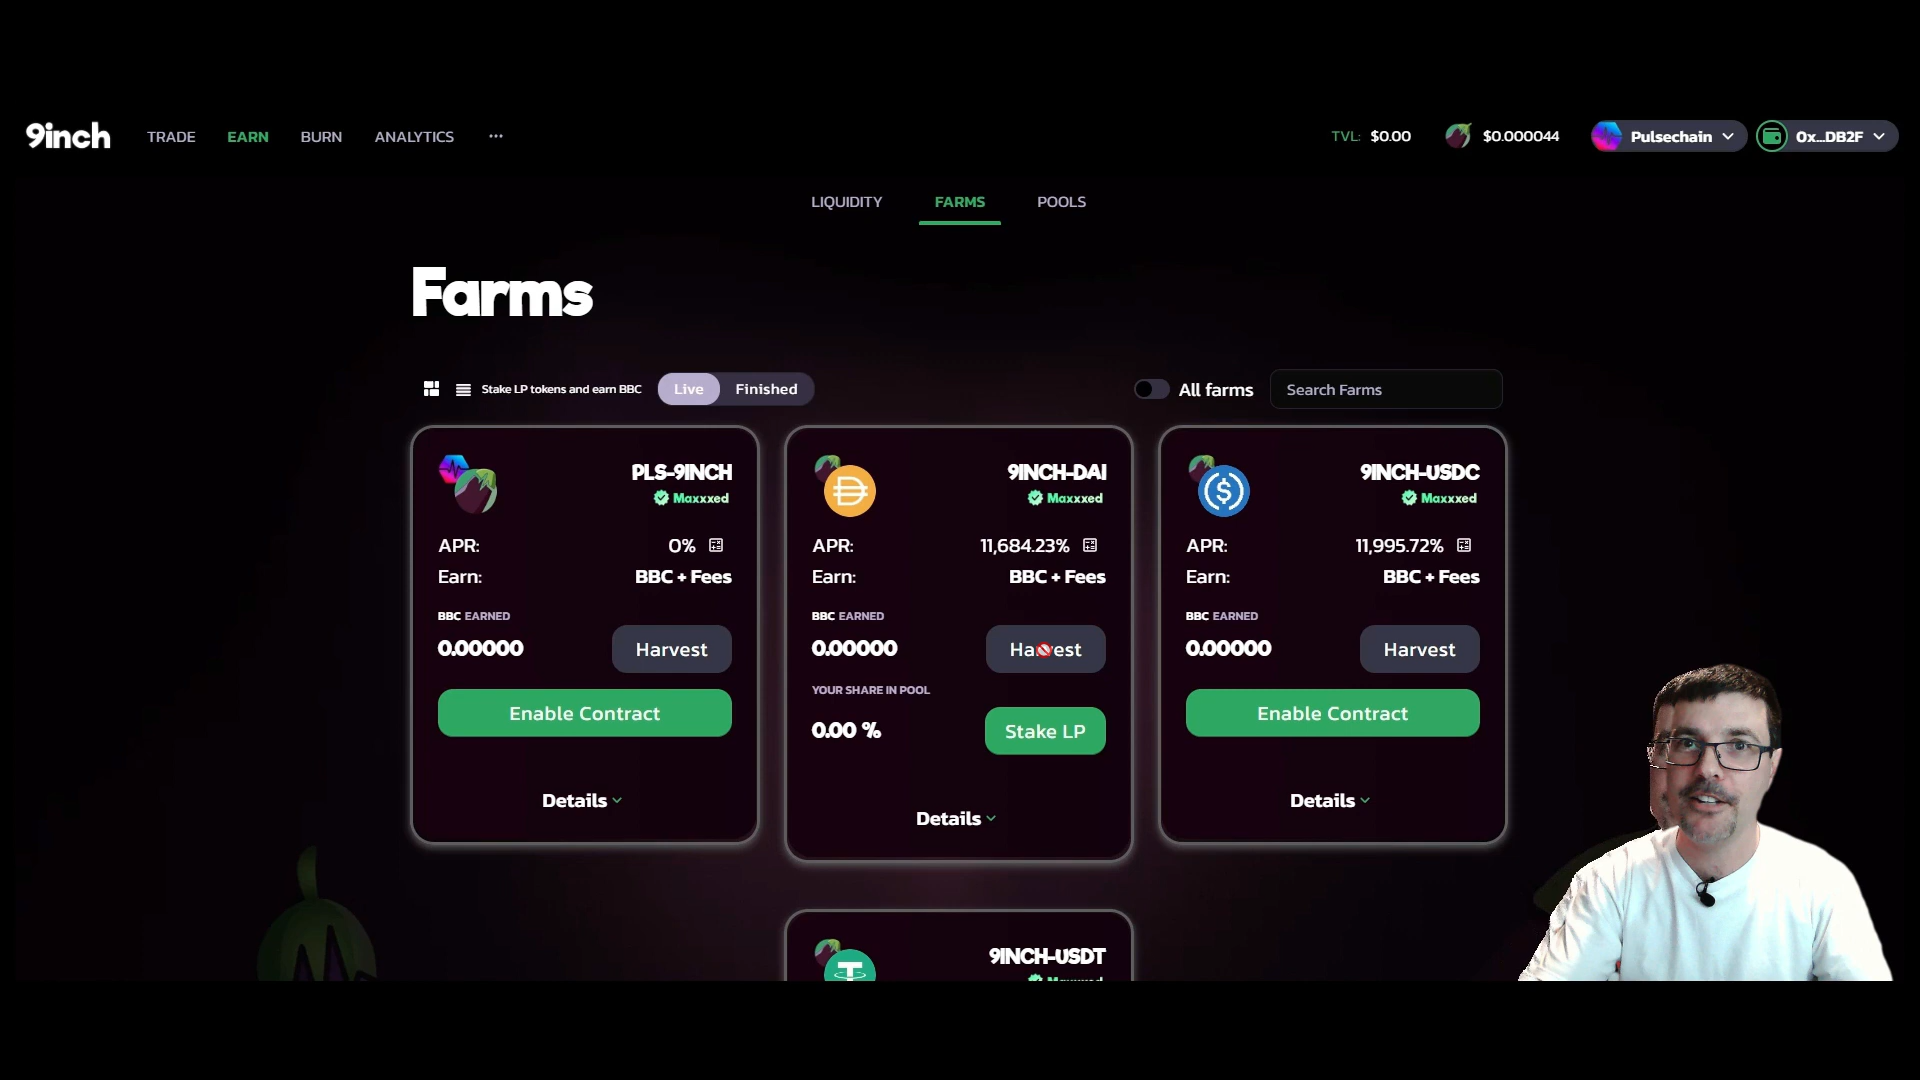 9inch TRADE EARN BURN ANALYTICS ... TVL: $0.00 $0.000044 Pulsechain 0x...DB2F
LIQUIDITY FARMS POOLS
Farms
Stake LP tokens and earn BBC Live Finished All farms Search Farms
PLS-9INCH
Maxxxed
APR: 0%
Earn: BBC + Fees
BBC EARNED
0.00000 Harvest
Enable Contract
Details
9INCH-DAI
Maxxxed
APR: 11,684.23%
Earn: BBC + Fees
BBC EARNED
0.00000 Harvest
YOUR SHARE IN POOL
0.00 % Stake LP
Details
9INCH-USDC
Maxxxed
APR: 11,995.72%
Earn: BBC + Fees
BBC EARNED
0.00000 Harvest
Enable Contract
Details
9INCH-USDT
Maxxxed